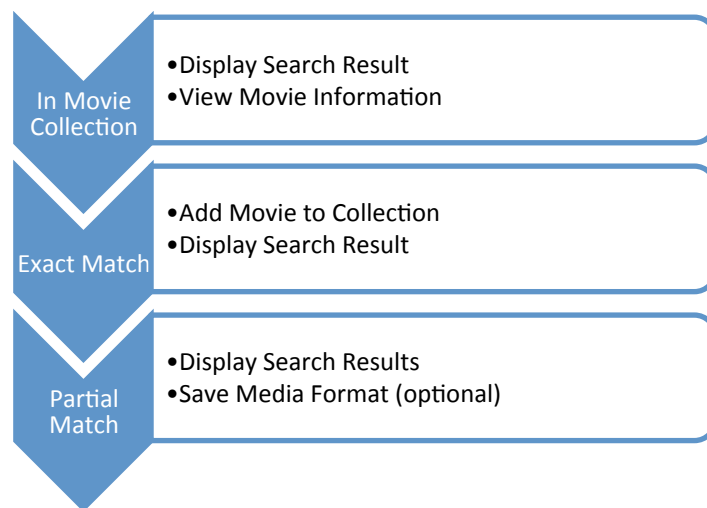 In Movie
Collection
•Display Search Result
•View Movie Information
Exact Match
•Add Movie to Collection
•Display Search Result
Partial
Match
•Display Search Results
•Save Media Format (optional)